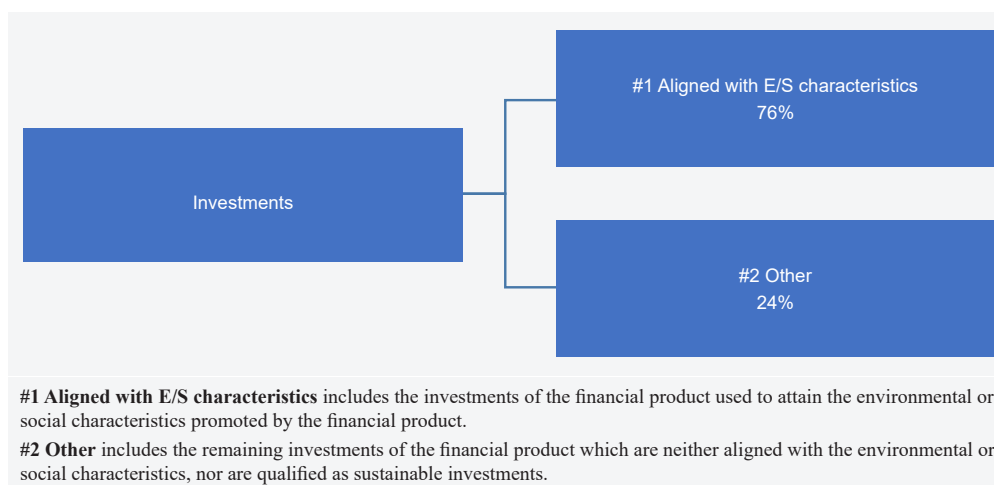 #1 Aligned with E/S characteristics
76%
Investments
#2 Other
24%
#1 Aligned with E/S characteristics includes the investments of the financial product used to attain the environmental or
social characteristics promoted by the financial product.
#2 Other includes the remaining investments of the financial product which are neither aligned with the environmental or
social characteristics, nor are qualified as sustainable investments.